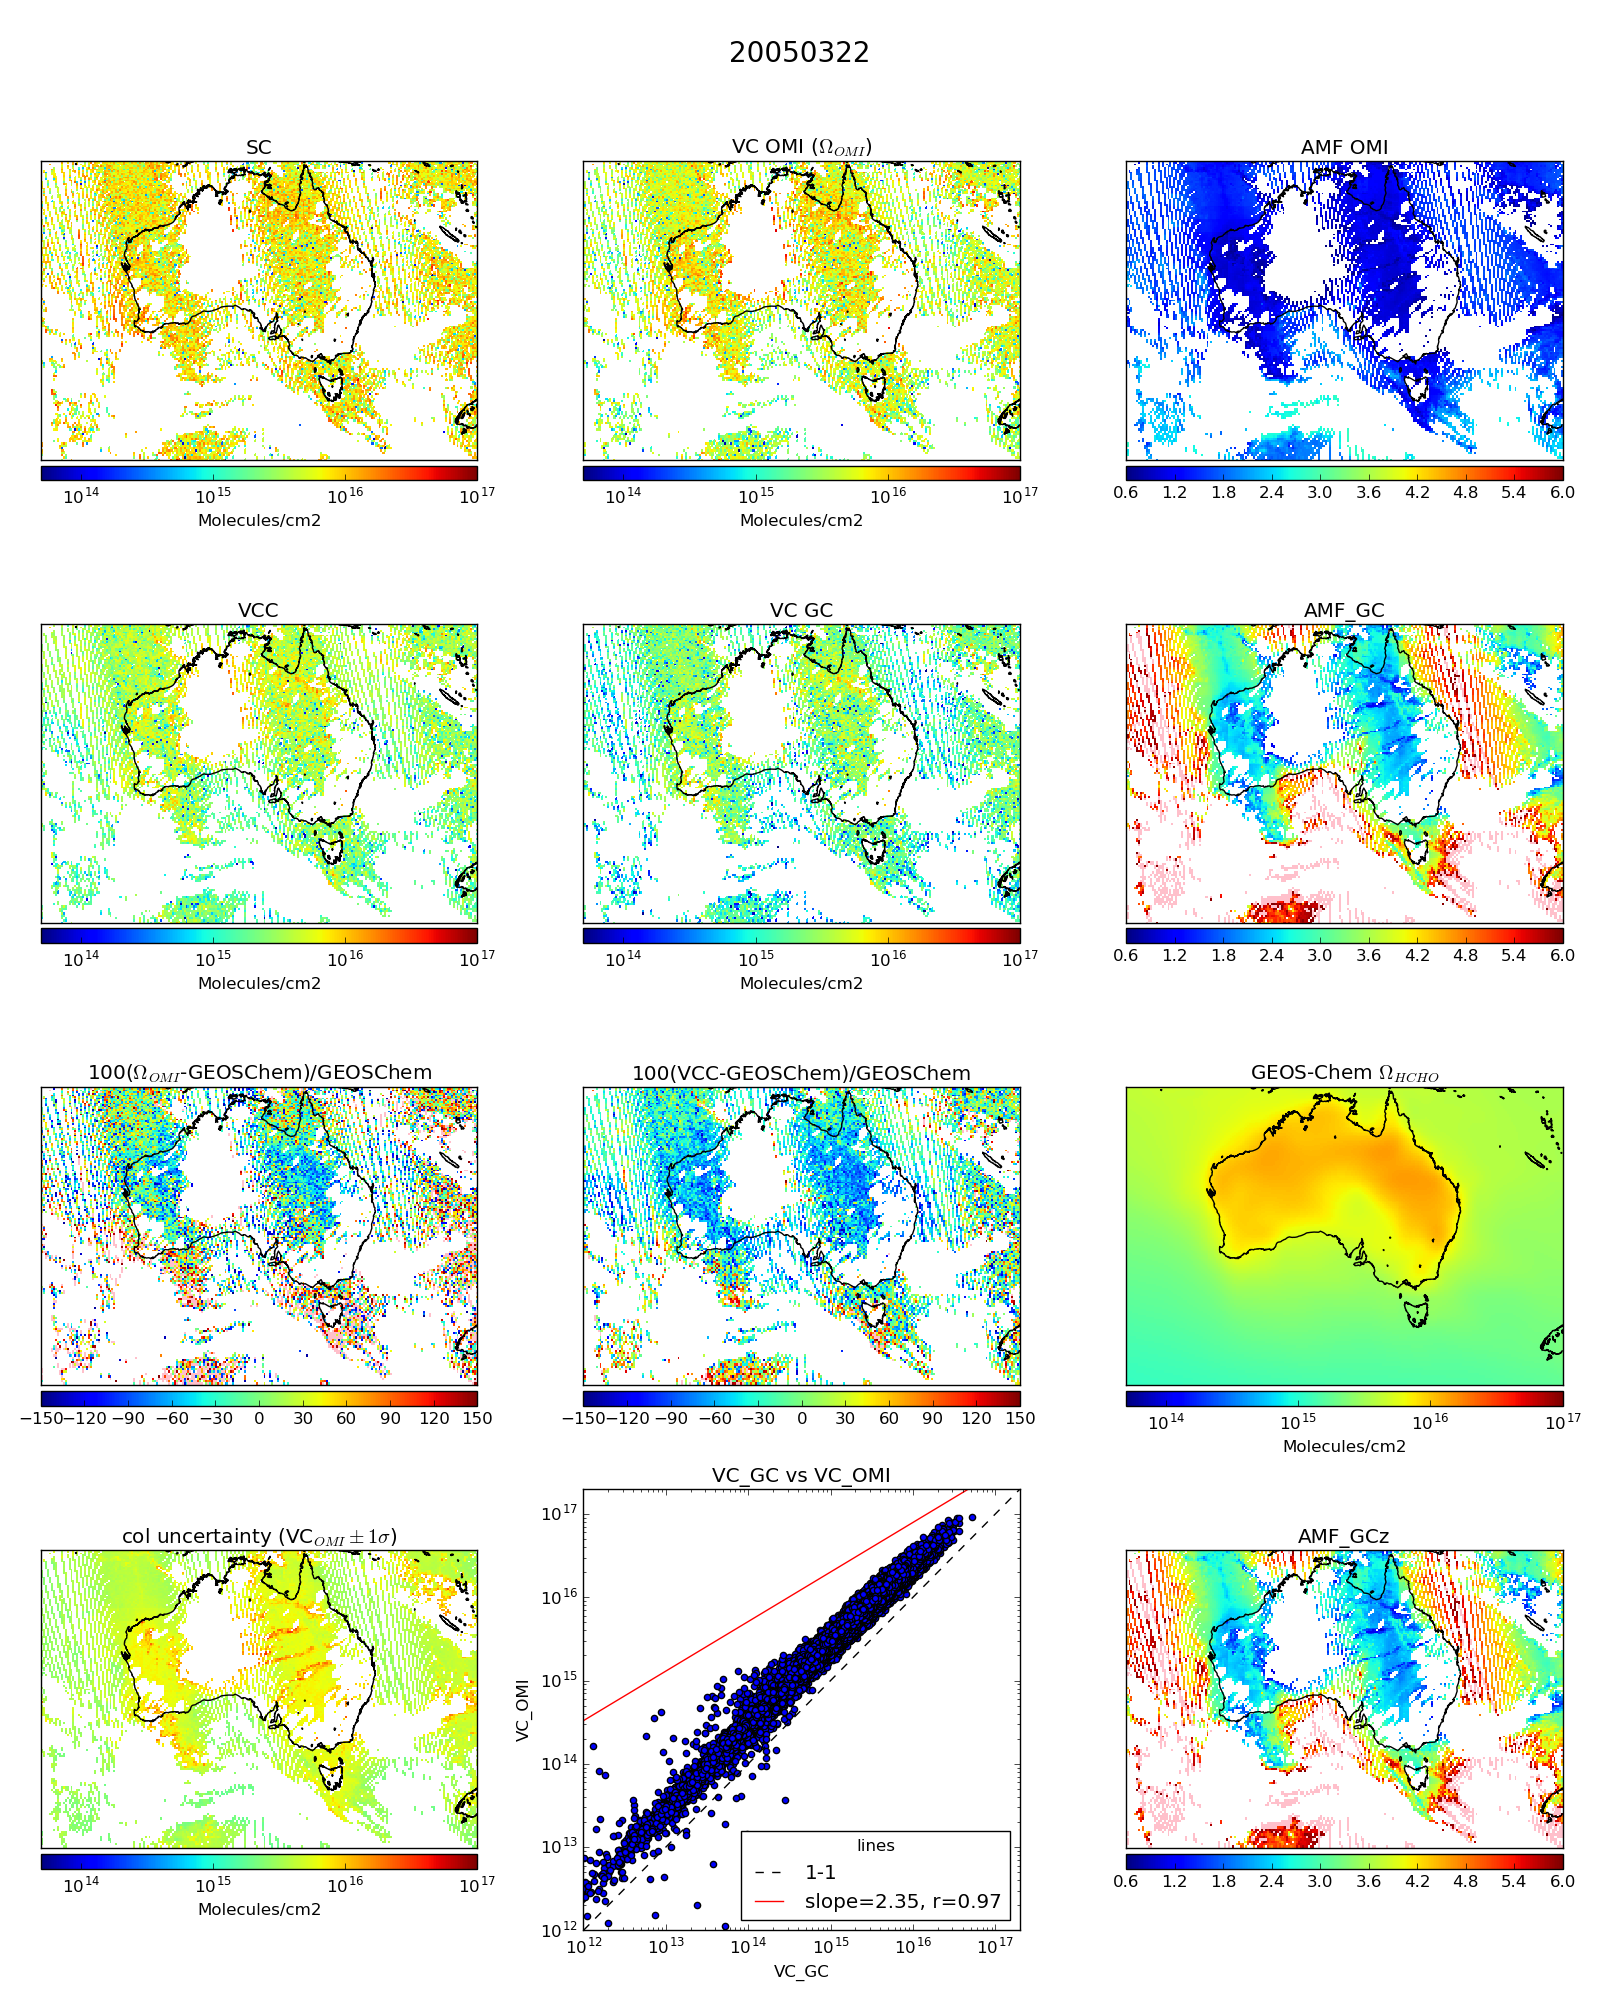 20050322
SC
VC OMI (Ω_OMI)
AMF OMI
10^14 10^15 10^16 10^17
Molecules/cm2
10^14 10^15 10^16 10^17
Molecules/cm2
0.6 1.2 1.8 2.4 3.0 3.6 4.2 4.8 5.4 6.0
VCC
VC GC
AMF_GC
10^14 10^15 10^16 10^17
Molecules/cm2
10^14 10^15 10^16 10^17
Molecules/cm2
0.6 1.2 1.8 2.4 3.0 3.6 4.2 4.8 5.4 6.0
100(Ω_OMI-GEOSChem)/GEOSChem
100(VCC-GEOSChem)/GEOSChem
GEOS-Chem Ω_HCHO
−150 −120 −90 −60 −30 0 30 60 90 120 150
−150 −120 −90 −60 −30 0 30 60 90 120 150
10^14 10^15 10^16 10^17
Molecules/cm2
col uncertainty (VC_OMI ± 1σ)
10^14 10^15 10^16 10^17
Molecules/cm2
VC_GC vs VC_OMI
VC_OMI
10^17
10^16
10^15
10^14
10^13
10^12
lines
1-1
slope=2.35, r=0.97
10^12 10^13 10^14 10^15 10^16 10^17
VC_GC
AMF_GCz
0.6 1.2 1.8 2.4 3.0 3.6 4.2 4.8 5.4 6.0